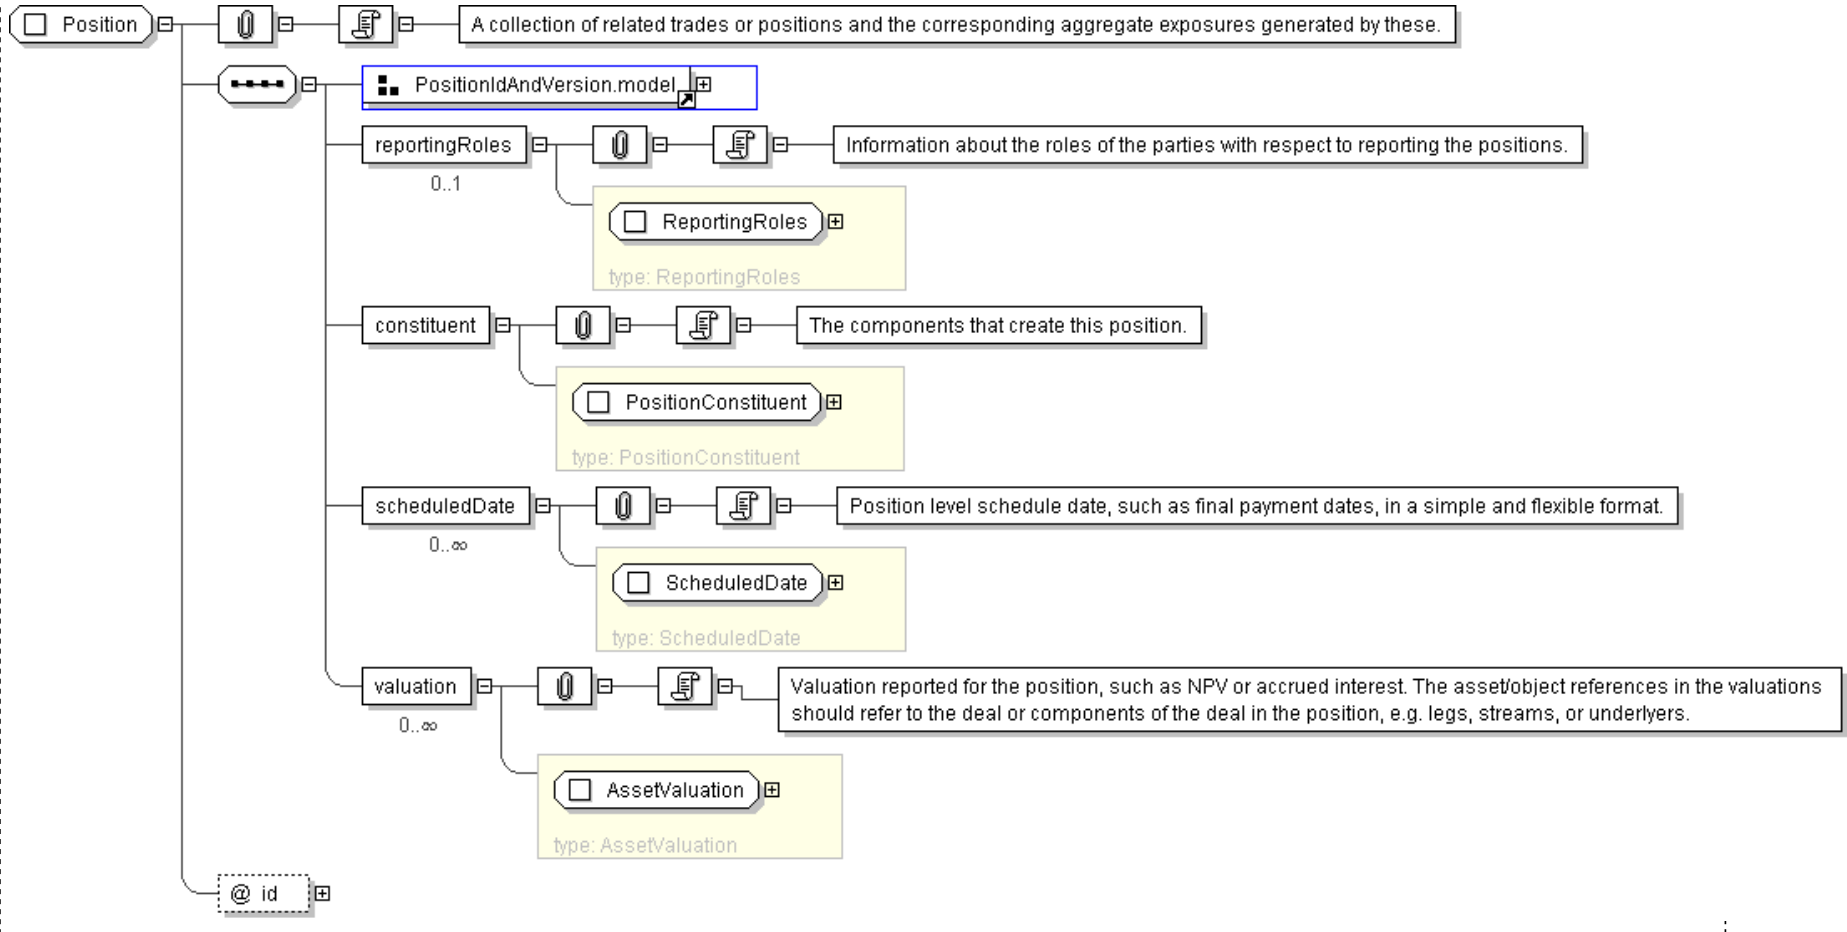 Position
A collection of related trades or positions and the corresponding aggregate exposures generated by these.
PositionIdAndVersion.model
reportingRoles
Information about the roles of the parties with respect to reporting the positions.
0..1
ReportingRoles
type: ReportingRoles
constituent
The components that create this position.
PositionConstituent
type: PositionConstituent
scheduledDate
Position level schedule date, such as final payment dates, in a simple and flexible format.
0..∞
ScheduledDate
type: ScheduledDate
valuation
Valuation reported for the position, such as NPV or accrued interest. The asset/object references in the valuations
should refer to the deal or components of the deal in the position, e.g. legs, streams, or underlyers.
0..∞
AssetValuation
type: AssetValuation
@ id